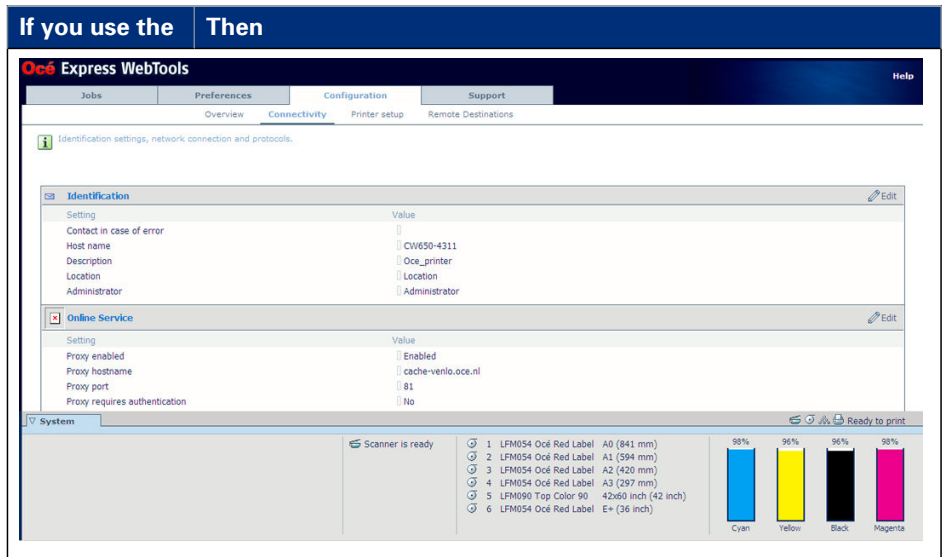 If you use the Then
Océ Express WebTools
Help
Jobs Preferences Configuration Support
Overview Connectivity Printer setup Remote Destinations
Identification settings, network connection and protocols.
Identification Edit
Setting Value
Contact in case of error
Host name CW650-4311
Description Oce_printer
Location Location
Administrator Administrator
Online Service Edit
Setting Value
Proxy enabled Enabled
Proxy hostname cache-venlo.oce.nl
Proxy port 81
Proxy requires authentication No
System Ready to print
Scanner is ready
1 LFM054 Océ Red Label A0 (841 mm)
2 LFM054 Océ Red Label A1 (594 mm)
3 LFM054 Océ Red Label A2 (420 mm)
4 LFM054 Océ Red Label A3 (297 mm)
5 LFM090 Top Color 90 42x60 inch (42 inch)
6 LFM054 Océ Red Label E+ (36 inch)
98% 96% 96% 98%
Cyan Yellow Black Magenta